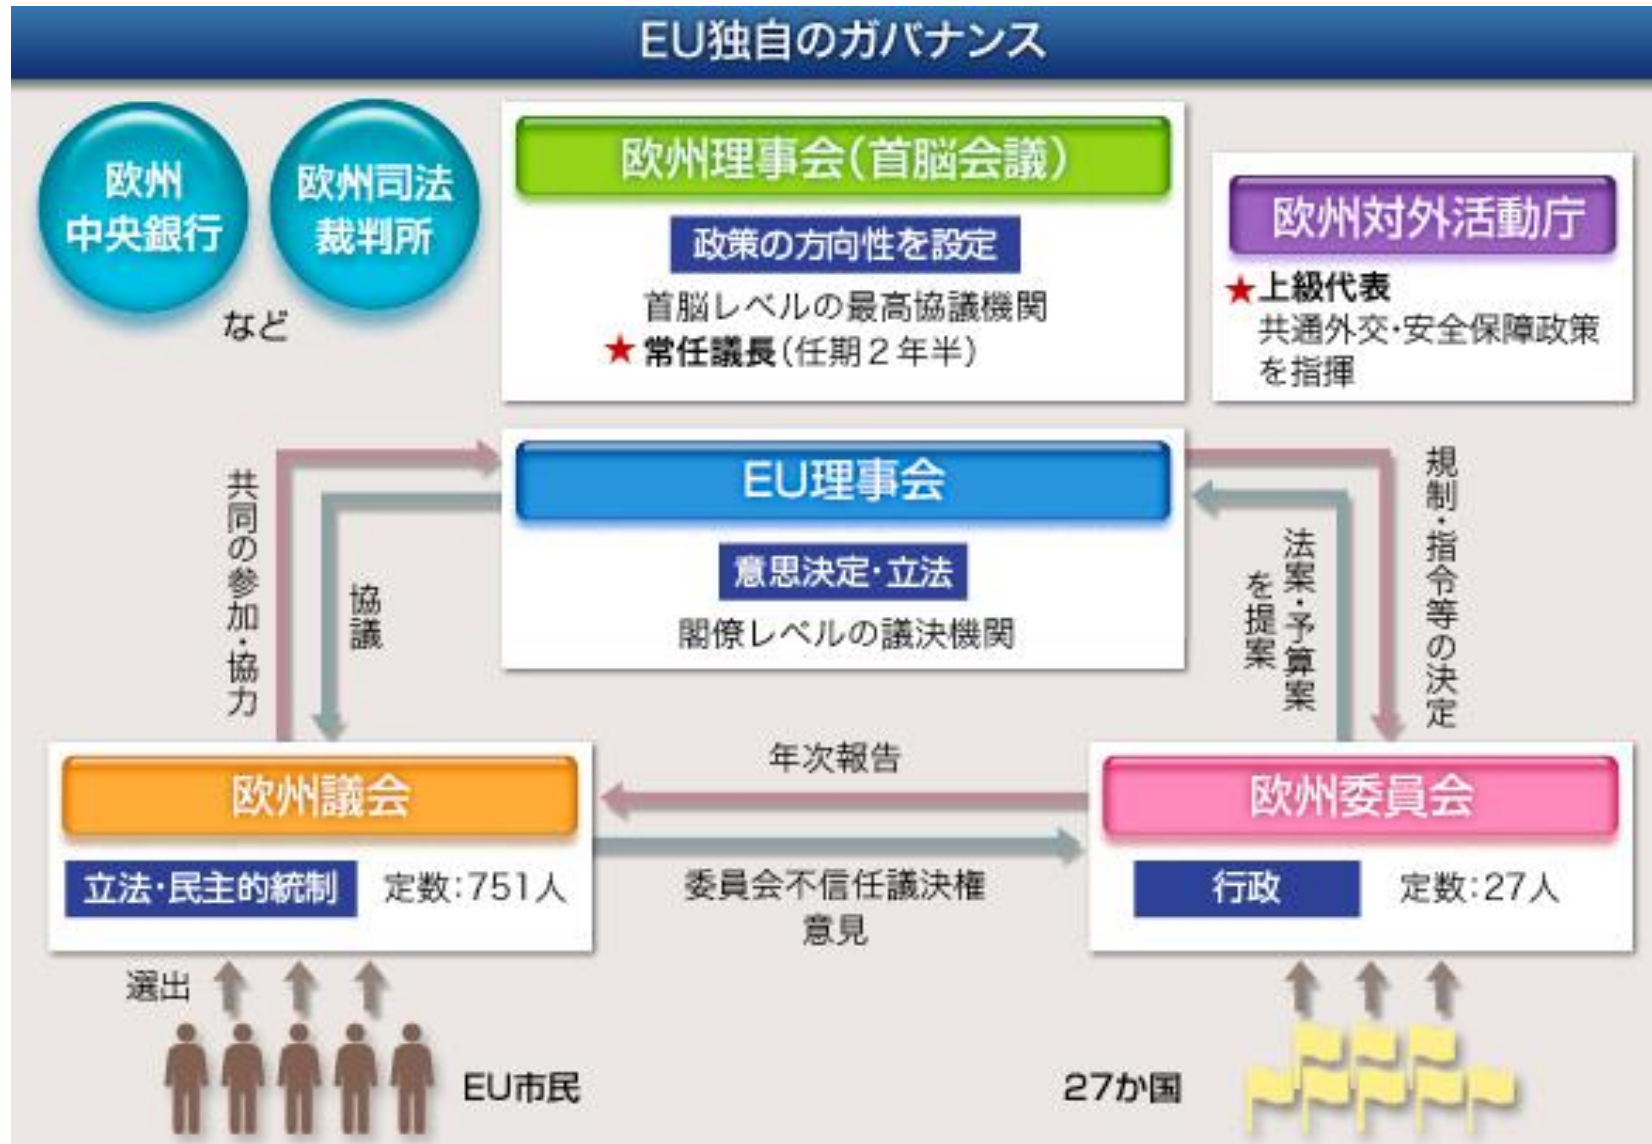 EU独自のガバナンス
欧州
中央銀行
欧州司法
裁判所
など
欧州理事会(首脳会議)
政策の方向性を設定
首脳レベルの最高協議機関
★常任議長(任期2年半)
欧州対外活動庁
★上級代表
共通外交・安全保障政策
を指揮
EU理事会
意思決定・立法
閣僚レベルの議決機関
共同の参加・協力
協議
規制・指令等の決定
法案・予算案
を提案
欧州議会
立法・民主的統制 定数:751人
年次報告
委員会不信任議決権
意見
欧州委員会
行政 定数:27人
選出
EU市民
27か国